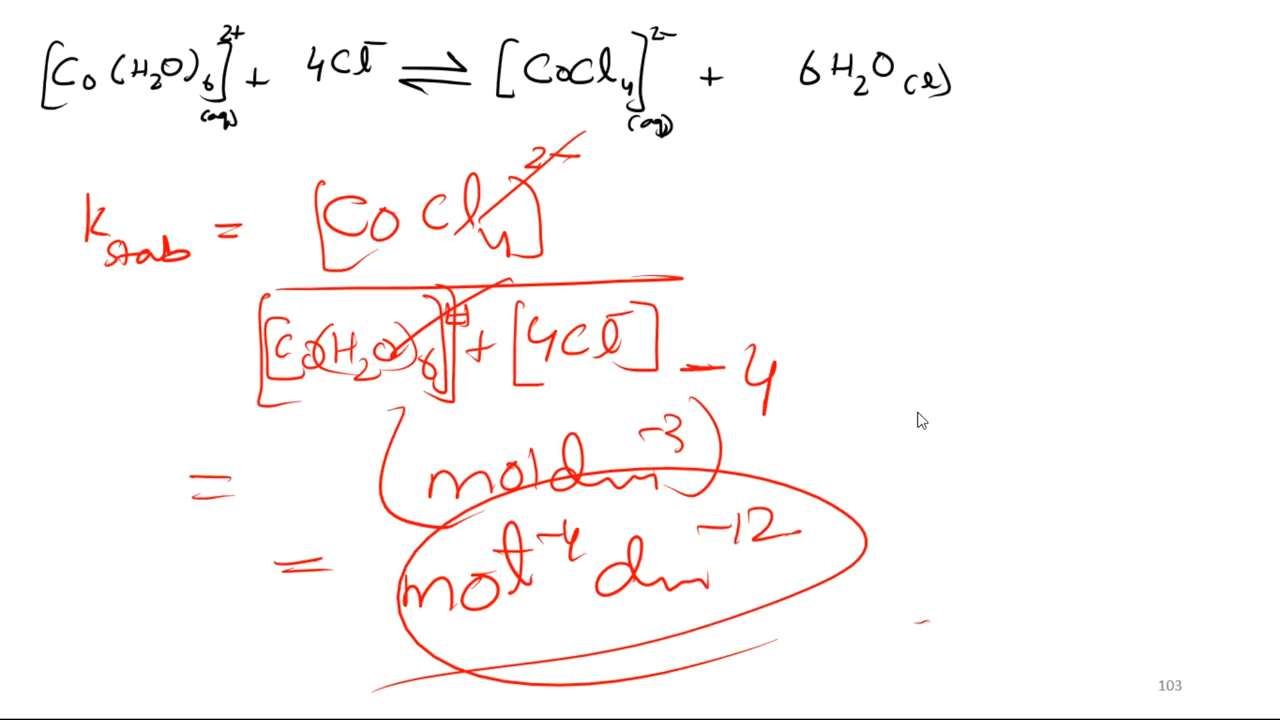 [Co(H₂O)₆]²⁺(aq) + 4Cl⁻ ⇌ [CoCl₄]²⁻(aq) + 6H₂O(l)
Kstab = [CoCl₄]²⁻
[[Co(H₂O)₆]]²⁺ + [4Cl⁻]
= (mol dm⁻³)⁻⁴
= mol⁻⁴ dm⁻¹²
103